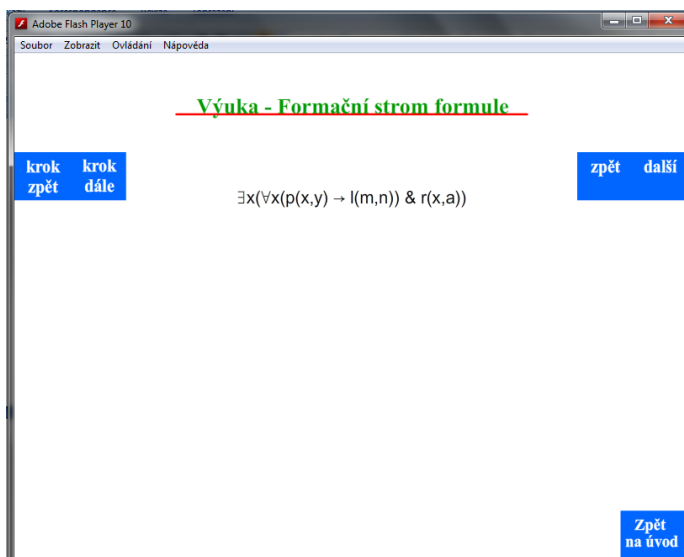 Adobe Flash Player 10
Soubor Zobrazit Ovládání Nápověda
Výuka - Formační strom formule
krok krok
zpět dále
zpět další
∃x(∀x(p(x,y) → l(m,n)) & r(x,a))
Zpět
na úvod